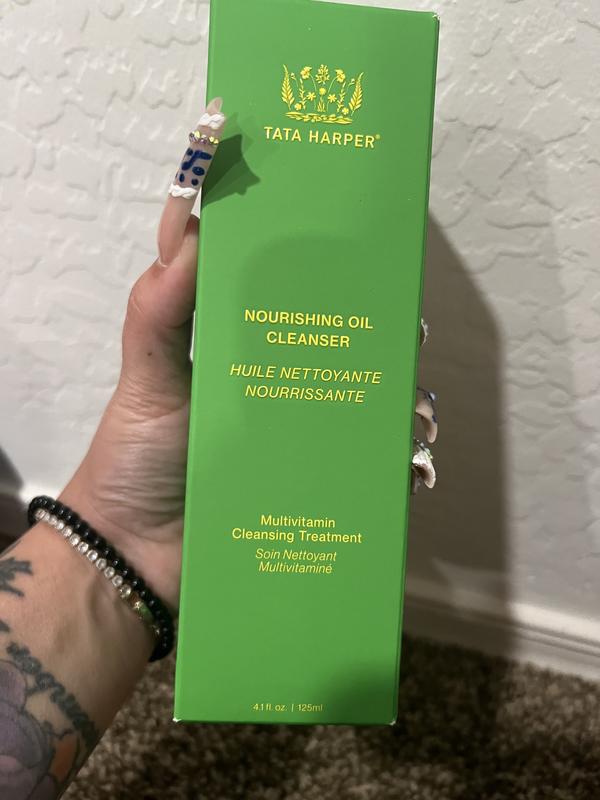 TATA HARPER®
NOURISHING OIL
CLEANSER
HUILE NETTOYANTE
NOURRISSANTE
Multivitamin
Cleansing Treatment
Soin Nettoyant
Multivitaminé
4.1 fl. oz. | 125ml